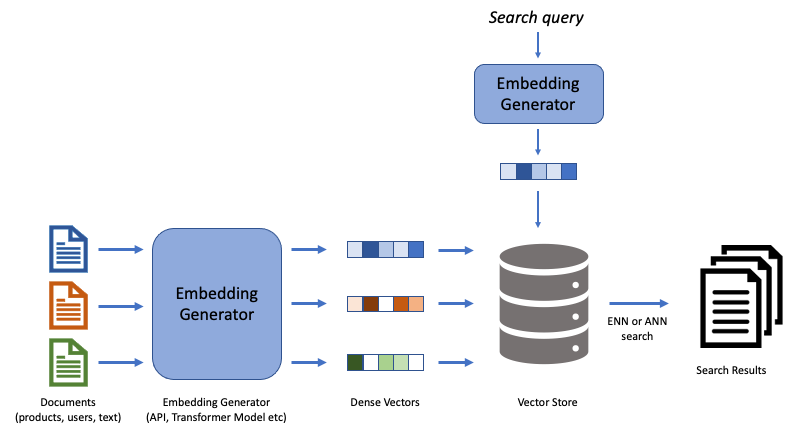 Search query
Embedding
Generator
Embedding
Generator
ENN or ANN
search
Search Results
Documents
(products, users, text)
Embedding Generator
(API, Transformer Model etc)
Dense Vectors
Vector Store